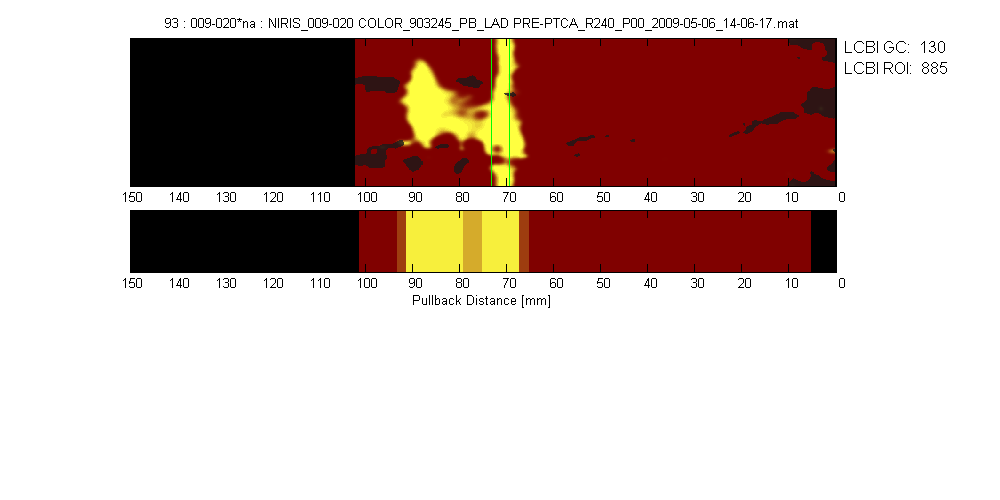 93 : 009-020*na : NIRIS_009-020 COLOR_903245_PB_LAD PRE-PTCA_R240_P00_2009-05-06_14-06-17.mat
LCBI GC: 130
LCBI ROI: 885
150 140 130 120 110 100 90 80 70 60 50 40 30 20 10 0
150 140 130 120 110 100 90 80 70 60 50 40 30 20 10 0
Pullback Distance [mm]